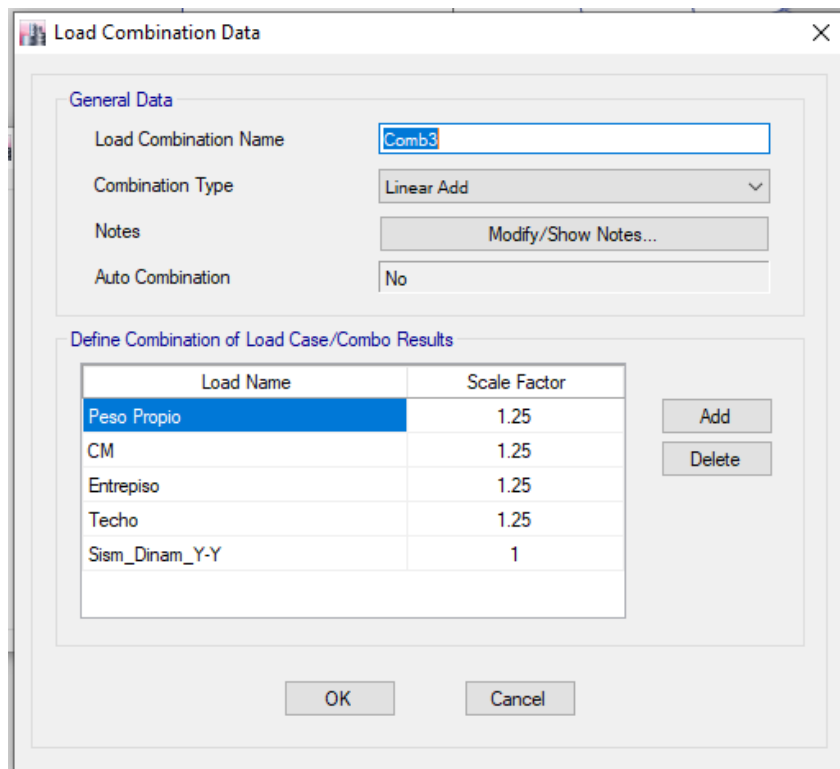 Load Combination Data
General Data
Load Combination Name Comb3
Combination Type Linear Add
Notes Modify/Show Notes...
Auto Combination No
Define Combination of Load Case/Combo Results
Load Name Scale Factor
Peso Propio 1.25 Add
CM 1.25 Delete
Entrepiso 1.25
Techo 1.25
Sism_Dinam_Y-Y 1
OK Cancel